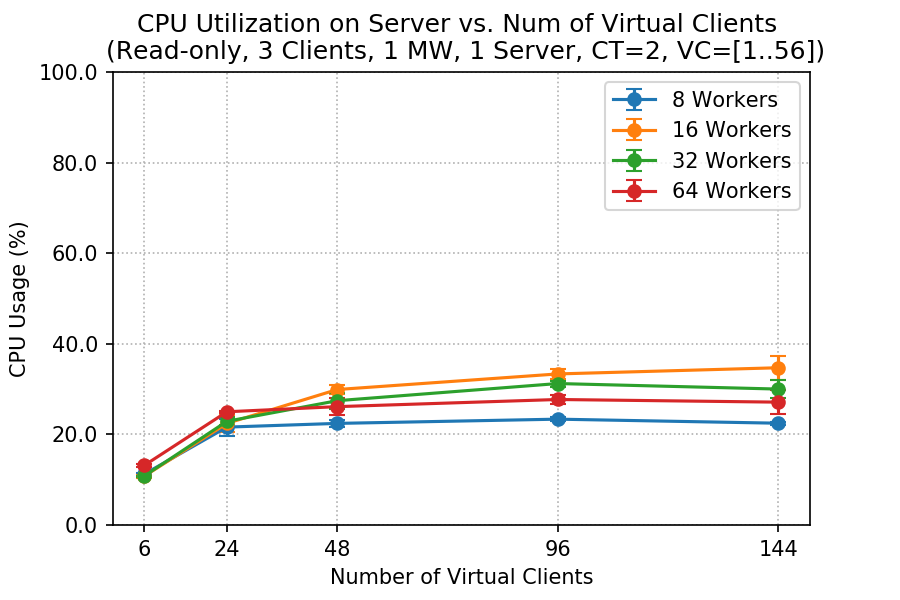 CPU Utilization on Server vs. Num of Virtual Clients
(Read-only, 3 Clients, 1 MW, 1 Server, CT=2, VC=[1..56])
100.0
80.0
60.0
40.0
20.0
0.0
CPU Usage (%)
8 Workers
16 Workers
32 Workers
64 Workers
6 24 48 96 144
Number of Virtual Clients